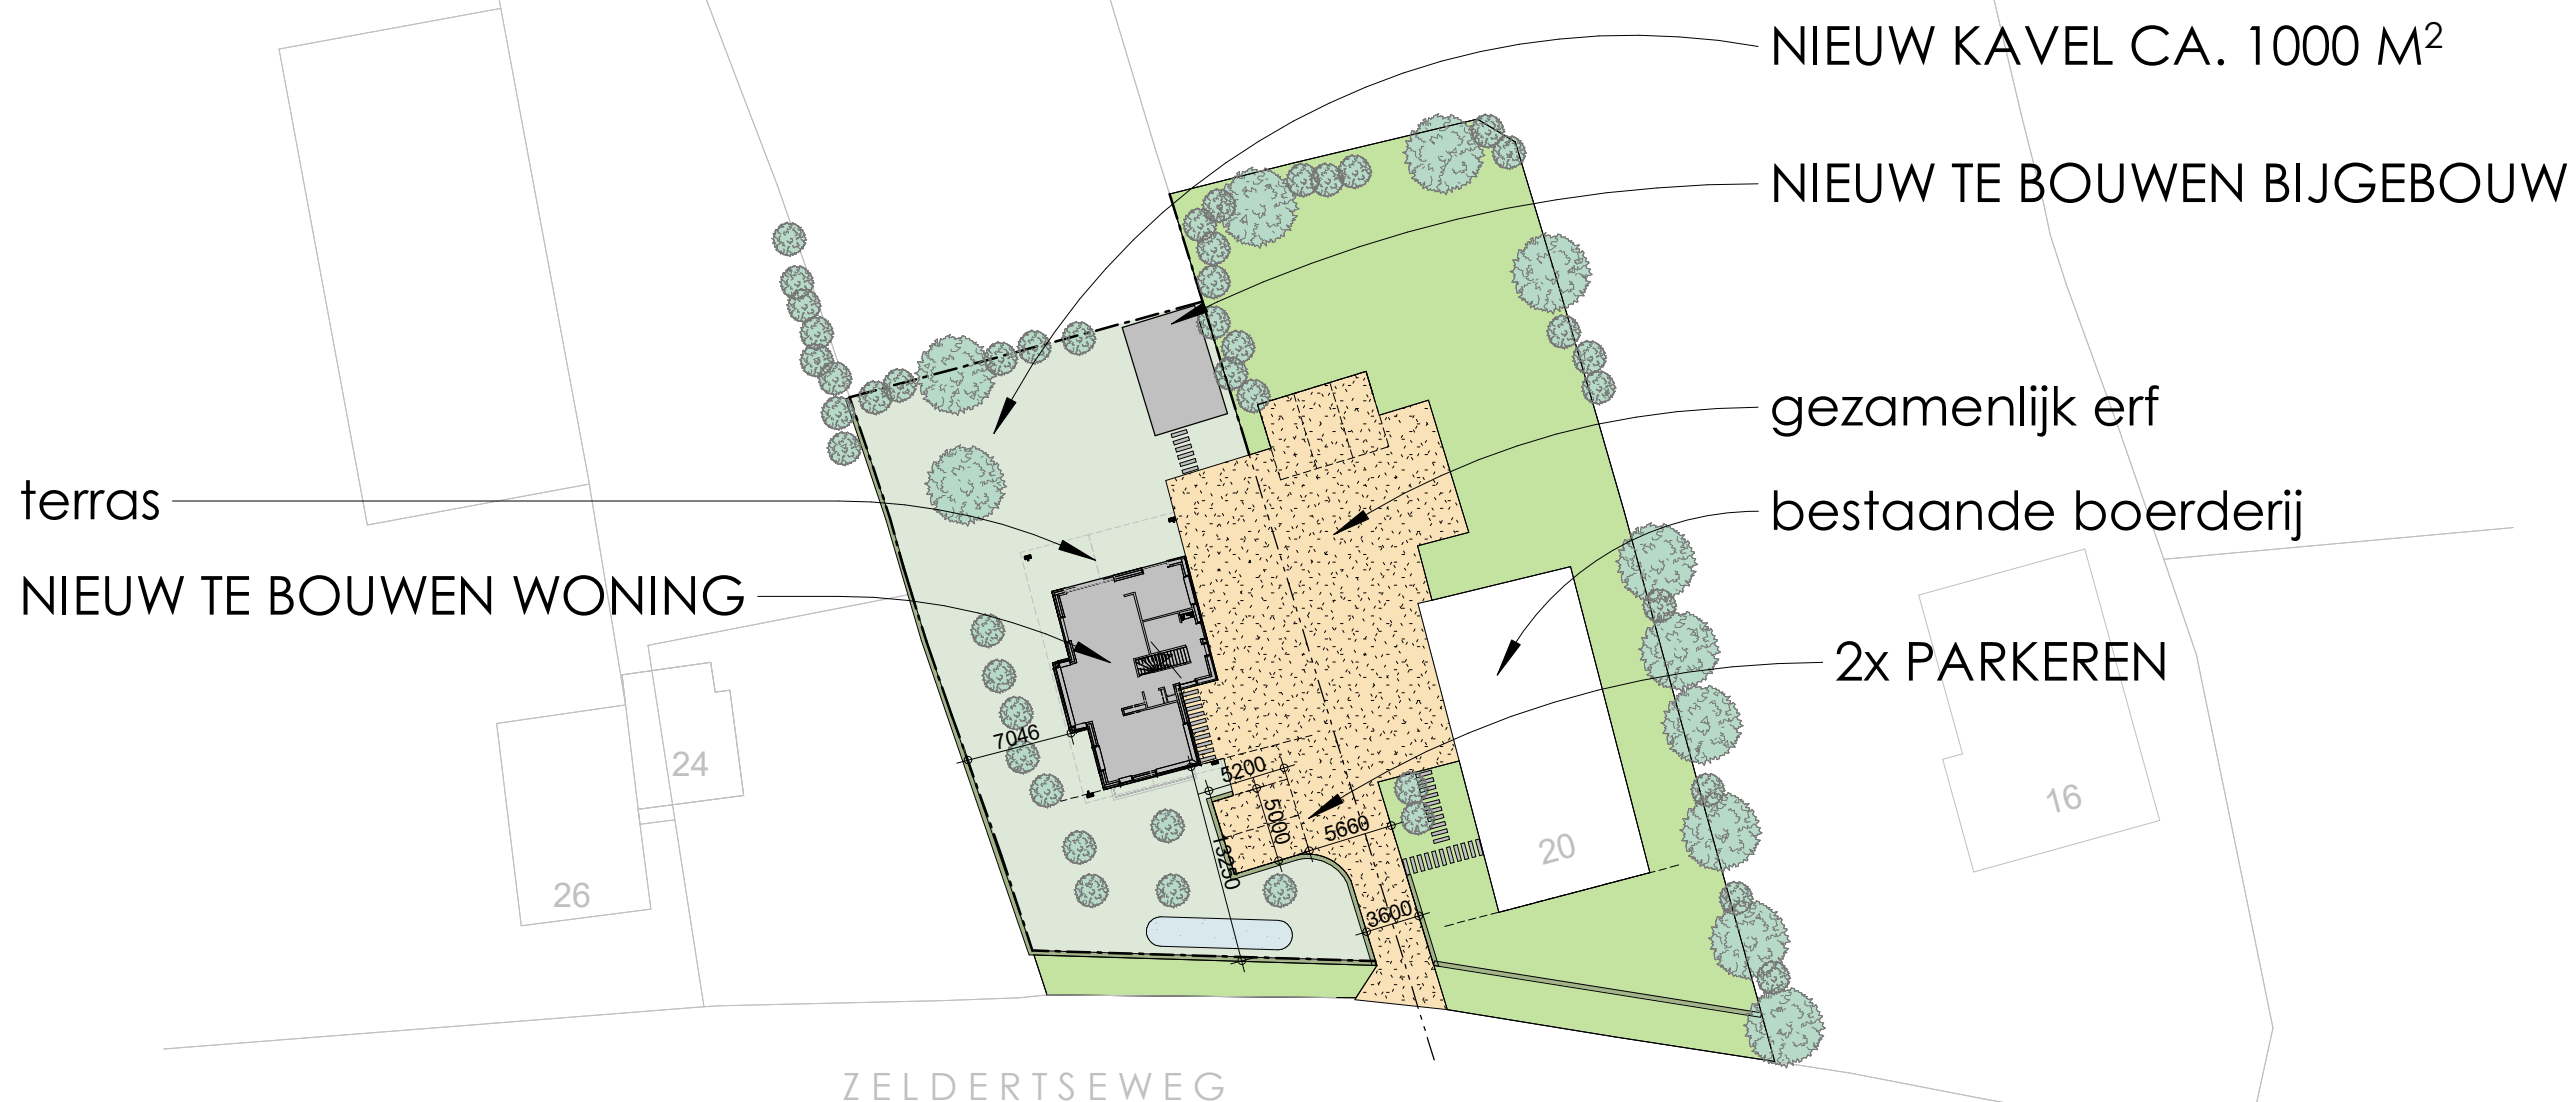 NIEUW KAVEL CA. 1000 M²
NIEUW TE BOUWEN BIJGEBOUW
gezamenlijk erf
terras
bestaande boerderij
NIEUW TE BOUWEN WONING
2x PARKEREN
7046
24
5200
16
5000
5660
20
13250
26
3600
ZELDERTSEWEG